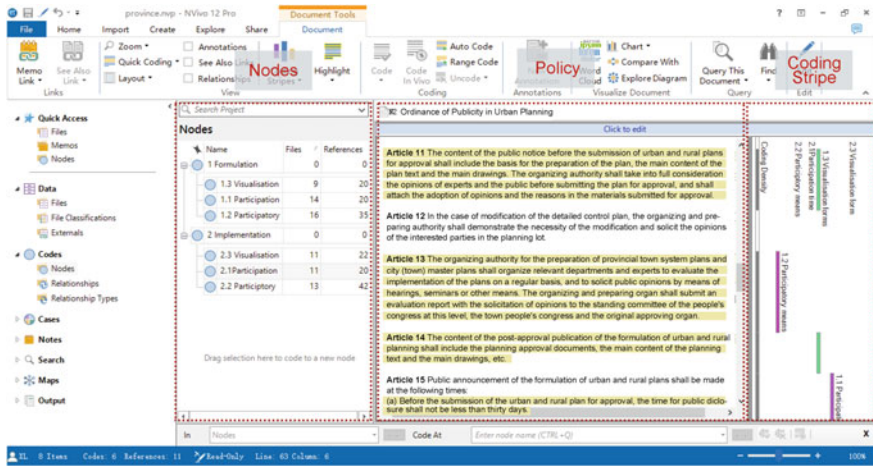 province.nvp - NVivo 12 Pro
Document Tools
File Home Import Create Explore Share Document
Memo Link
See Also Link
Links
Zoom
Quick Coding
Layout
Annotations
See Also Links
Relationships
View
Nodes
Stripes
Highlight
Code
Code In Vivo
Auto Code
Range Code
Uncode
Coding
Policy
Annotation
Annotations
Word Cloud
Chart
Compare With
Explore Diagram
Visualize Document
Query This Document
Query
Find
Edit
Coding Stripe
Quick Access
Files
Memos
Nodes
Data
Files
File Classifications
Externals
Codes
Nodes
Relationships
Relationship Types
Cases
Notes
Search
Maps
Output
Search Project
Nodes
Name Files References
1 Formulation 0 0
1.3 Visualisation 9 20
1.1 Participation 14 20
1.2 Participatory 16 35
2 Implementation 0 0
2.3 Visualisation 11 22
2.1Participation 11 20
2.2 Participtory 13 42
Drag selection here to code to a new node
Ordinance of Publicity in Urban Planning
Click to edit
Article 11 The content of the public notice before the submission of urban and rural plans
for approval shall include the basis for the preparation of the plan, the main content of the
plan text and the main drawings. The organizing authority shall take into full consideration
the opinions of experts and the public before submitting the plan for approval, and shall
attach the adoption of opinions and the reasons in the materials submitted for approval.
Article 12 In the case of modification of the detailed control plan, the organizing and pre-
paring authority shall demonstrate the necessity of the modification and solicit the opinions
of the interested parties in the planning lot.
Article 13 The organizing authority for the preparation of provincial town system plans and
city (town) master plans shall organize relevant departments and experts to evaluate the
implementation of the plans on a regular basis, and to solicit public opinions by means of
hearings, seminars or other means. The organizing and preparing organ shall submit an
evaluation report with the solicitation of opinions to the standing committee of the people's
congress at this level, the town people's congress and the original approving organ.
Article 14 The content of the post-approval publication of the formulation of urban and rural
planning shall include the planning approval documents, the main content of the planning
text and the main drawings, etc.
Article 15 Public announcement of the formulation of urban and rural plans shall be made
at the following times:
(a) Before the submission of the urban and rural plan for approval, the time for public diclo-
sure shall not be less than thirty days.
Coding Density
2.2 Participatory means
2.1Participation time
1.3 Visualisation forms
2.3 Visualisation form
1.2 Participatory means
1.1 Participat
In Nodes Code At Enter node name (CTRL+Q)
XL 8 Items Codes: 6 References: 11 Read-Only Line: 63 Column: 6 100%